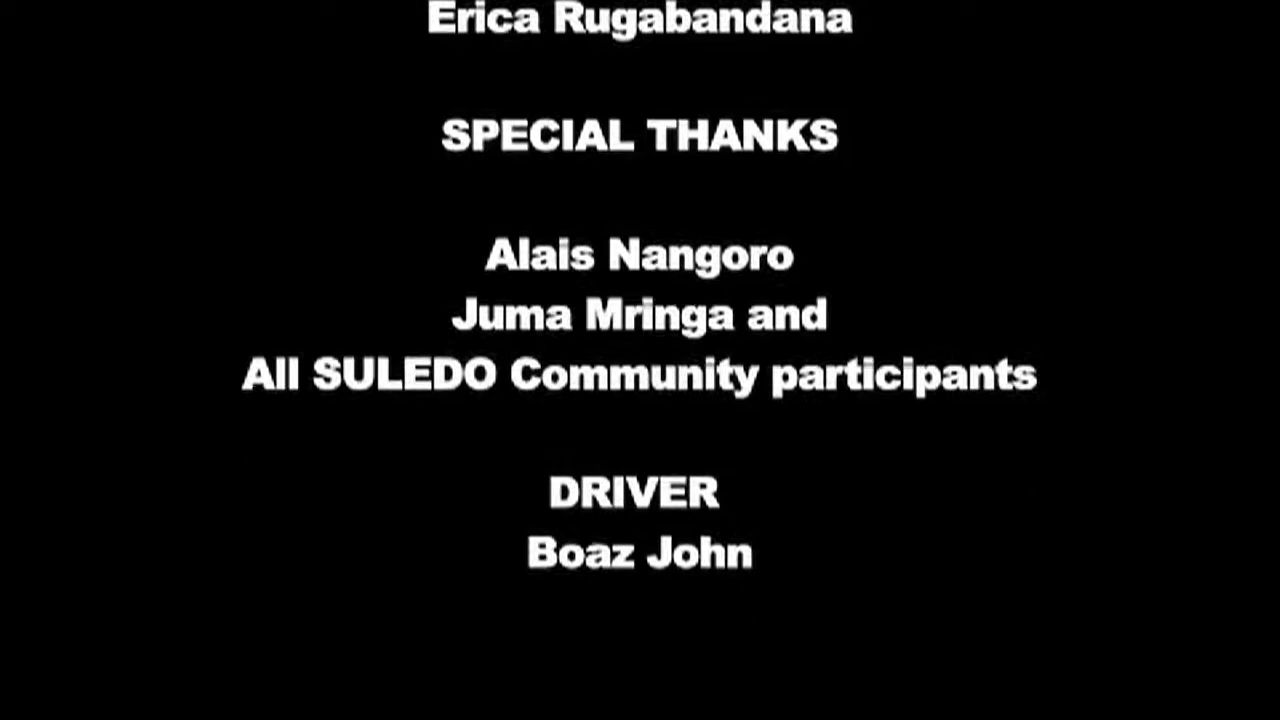 Erica Rugabandana
SPECIAL THANKS
Alais Nangoro
Juma Mringa and
All SULEDO Community participants
DRIVER
Boaz John